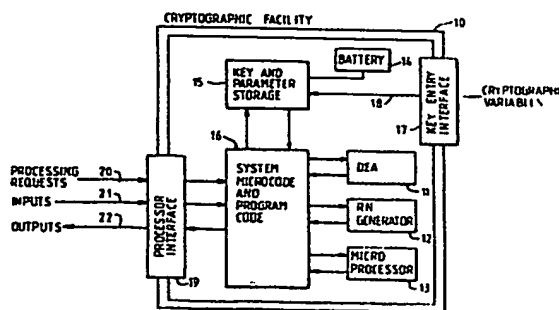 CRYPTOGRAPHIC FACILITY
10
BATTERY
14
15
KEY AND
PARAMETER
STORAGE
18
KEY ENTRY
INTERFACE
17
CRYPTOGRAPHI
VARIABL
16
SYSTEM
MICROCODE
AND
PROGRAM
CODE
DEA
11
RN
GENERATOR
12
MICRO
PROCESSOR
13
PROCESSING
REQUESTS
20
INPUTS
21
OUTPUTS
22
PROCESSOR
INTERFACE
19